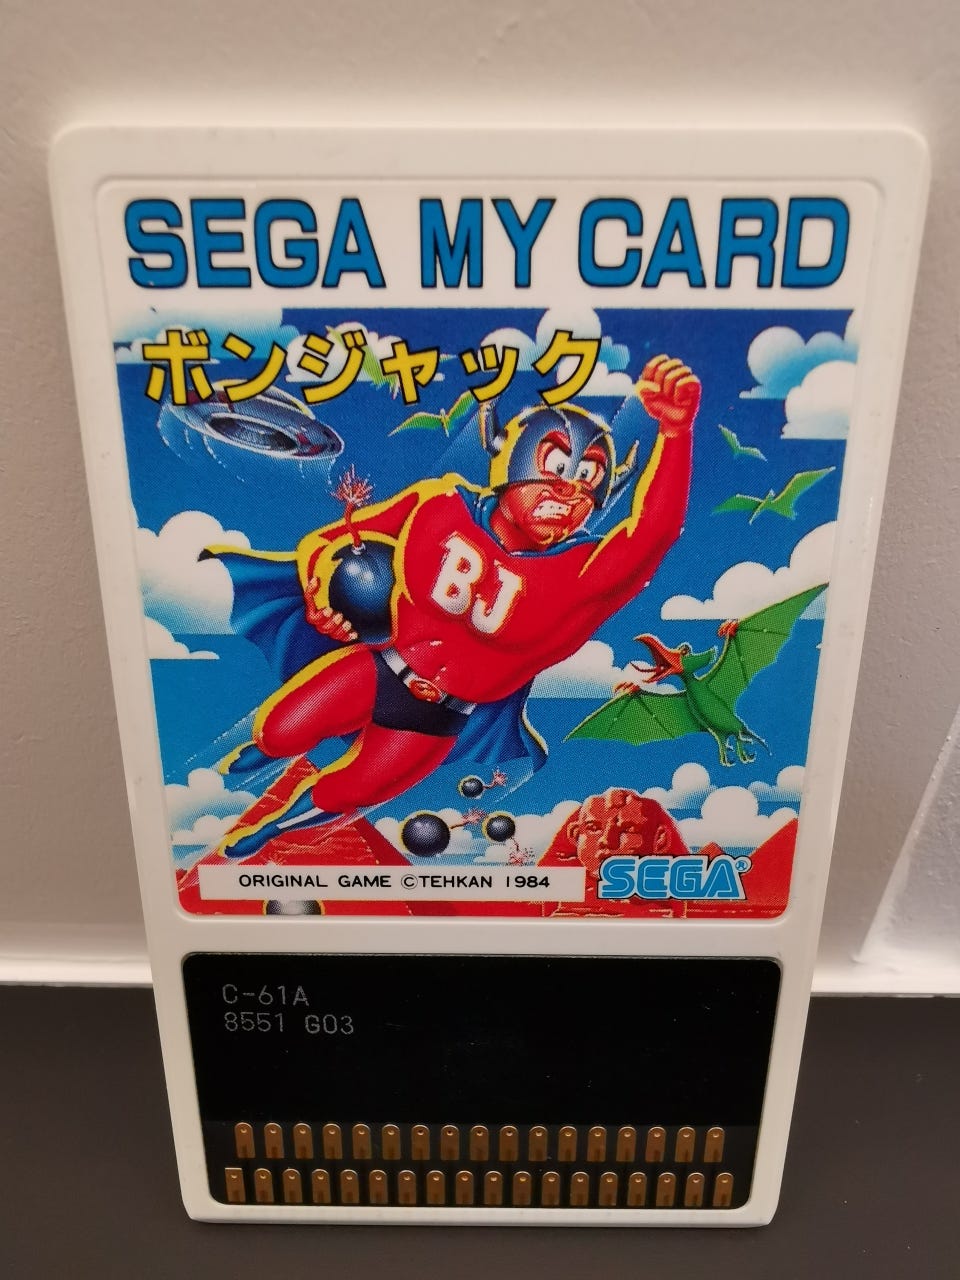 SEGA MY CARD
ボンジャック
BJ
ORIGINAL GAME ©TEHKAN 1984
SEGA®
C-61A
8551 G03